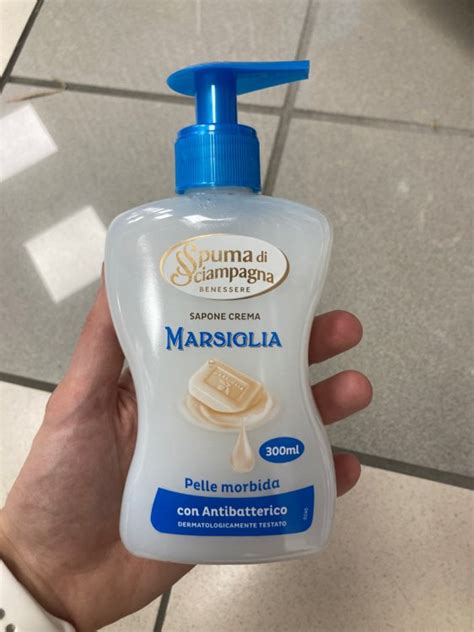 Spuma di
Sciampagna
BENESSERE
SAPONE CREMA
MARSIGLIA
300ml
Pelle morbida
con Antibatterico
DERMATOLOGICAMENTE TESTATO